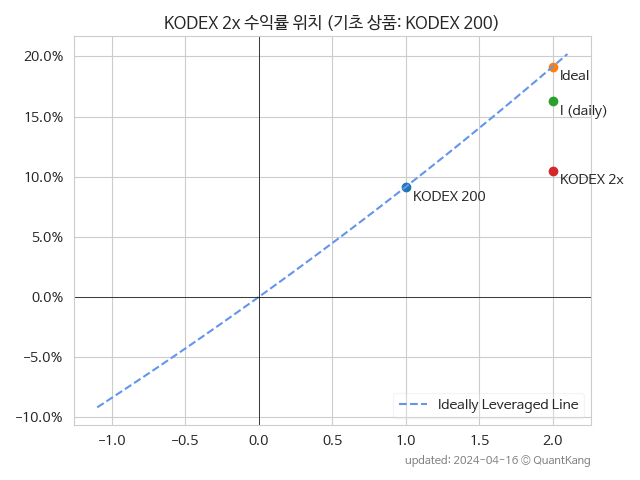 KODEX 2x 수익률 위치 (기초 상품: KODEX 200)
20.0%
15.0%
10.0%
5.0%
0.0%
−5.0%
−10.0%
Ideal
I (daily)
KODEX 2x
KODEX 200
Ideally Leveraged Line
−1.0 −0.5 0.0 0.5 1.0 1.5 2.0
updated: 2024-04-16 © QuantKang